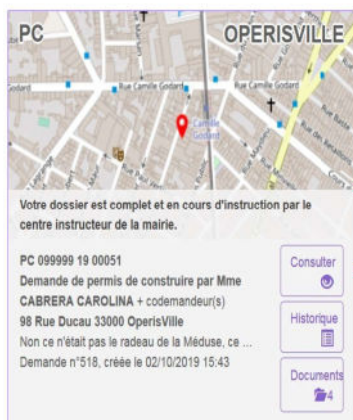 PC OPERISVILLE
Rue Camille Godard
Rue Camille Godard
Godard
Camille
Godard
Votre dossier est complet et en cours d'instruction par le
centre instructeur de la mairie.
PC 099999 19 00051
Demande de permis de construire par Mme
CABRERA CAROLINA + codemandeur(s)
98 Rue Ducau 33000 OperisVille
Non ce n'était pas le radeau de la Méduse, ce ...
Demande n°518, créée le 02/10/2019 15:43
Consulter
Historique
Documents
4